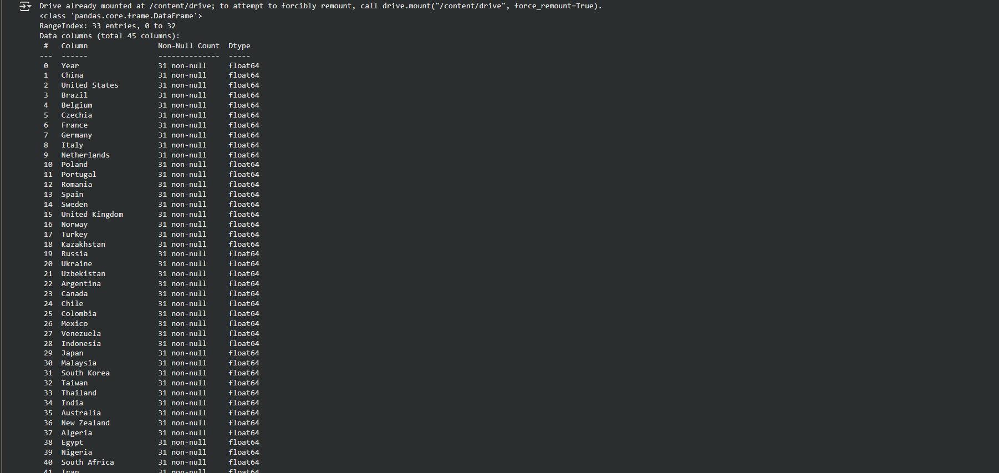 Drive already mounted at /content/drive; to attempt to forcibly remount, call drive.mount("/content/drive", force_remount=True).
<class 'pandas.core.frame.DataFrame'>
RangeIndex: 33 entries, 0 to 32
Data columns (total 45 columns):
 #   Column                Non-Null Count  Dtype
---  ------                --------------  -----
 0   Year                  31 non-null     float64
 1   China                 31 non-null     float64
 2   United States         31 non-null     float64
 3   Brazil                31 non-null     float64
 4   Belgium               31 non-null     float64
 5   Czechia               31 non-null     float64
 6   France                31 non-null     float64
 7   Germany               31 non-null     float64
 8   Italy                 31 non-null     float64
 9   Netherlands           31 non-null     float64
 10  Poland                31 non-null     float64
 11  Portugal              31 non-null     float64
 12  Romania               31 non-null     float64
 13  Spain                 31 non-null     float64
 14  Sweden                31 non-null     float64
 15  United Kingdom        31 non-null     float64
 16  Norway                31 non-null     float64
 17  Turkey                31 non-null     float64
 18  Kazakhstan            31 non-null     float64
 19  Russia                31 non-null     float64
 20  Ukraine               31 non-null     float64
 21  Uzbekistan            31 non-null     float64
 22  Argentina             31 non-null     float64
 23  Canada                31 non-null     float64
 24  Chile                 31 non-null     float64
 25  Colombia              31 non-null     float64
 26  Mexico                31 non-null     float64
 27  Venezuela             31 non-null     float64
 28  Indonesia             31 non-null     float64
 29  Japan                 31 non-null     float64
 30  Malaysia              31 non-null     float64
 31  South Korea           31 non-null     float64
 32  Taiwan                31 non-null     float64
 33  Thailand              31 non-null     float64
 34  India                 31 non-null     float64
 35  Australia             31 non-null     float64
 36  New Zealand           31 non-null     float64
 37  Algeria               31 non-null     float64
 38  Egypt                 31 non-null     float64
 39  Nigeria               31 non-null     float64
 40  South Africa          31 non-null     float64
 41  Iran                  31 non-null     float64